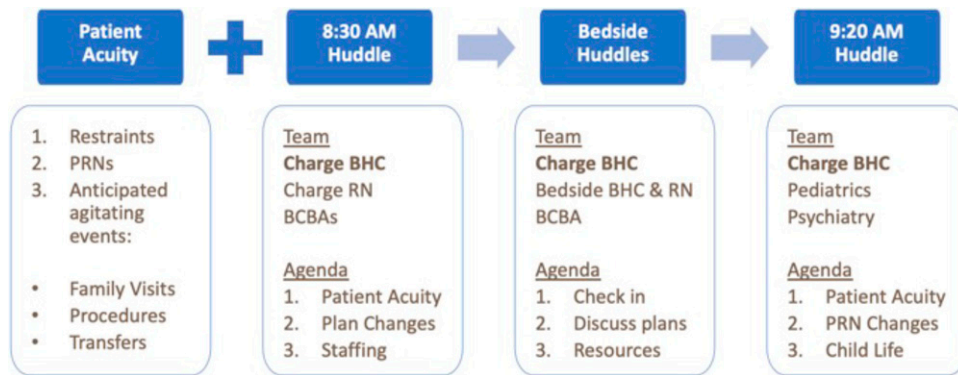 Patient
Acuity
8:30 AM
Huddle
Bedside
Huddles
9:20 AM
Huddle
1. Restraints
2. PRNs
3. Anticipated
agitating
events:
• Family Visits
• Procedures
• Transfers
Team
Charge BHC
Charge RN
BCBAs
Agenda
1. Patient Acuity
2. Plan Changes
3. Staffing
Team
Charge BHC
Bedside BHC & RN
BCBA
Agenda
1. Check in
2. Discuss plans
3. Resources
Team
Charge BHC
Pediatrics
Psychiatry
Agenda
1. Patient Acuity
2. PRN Changes
3. Child Life